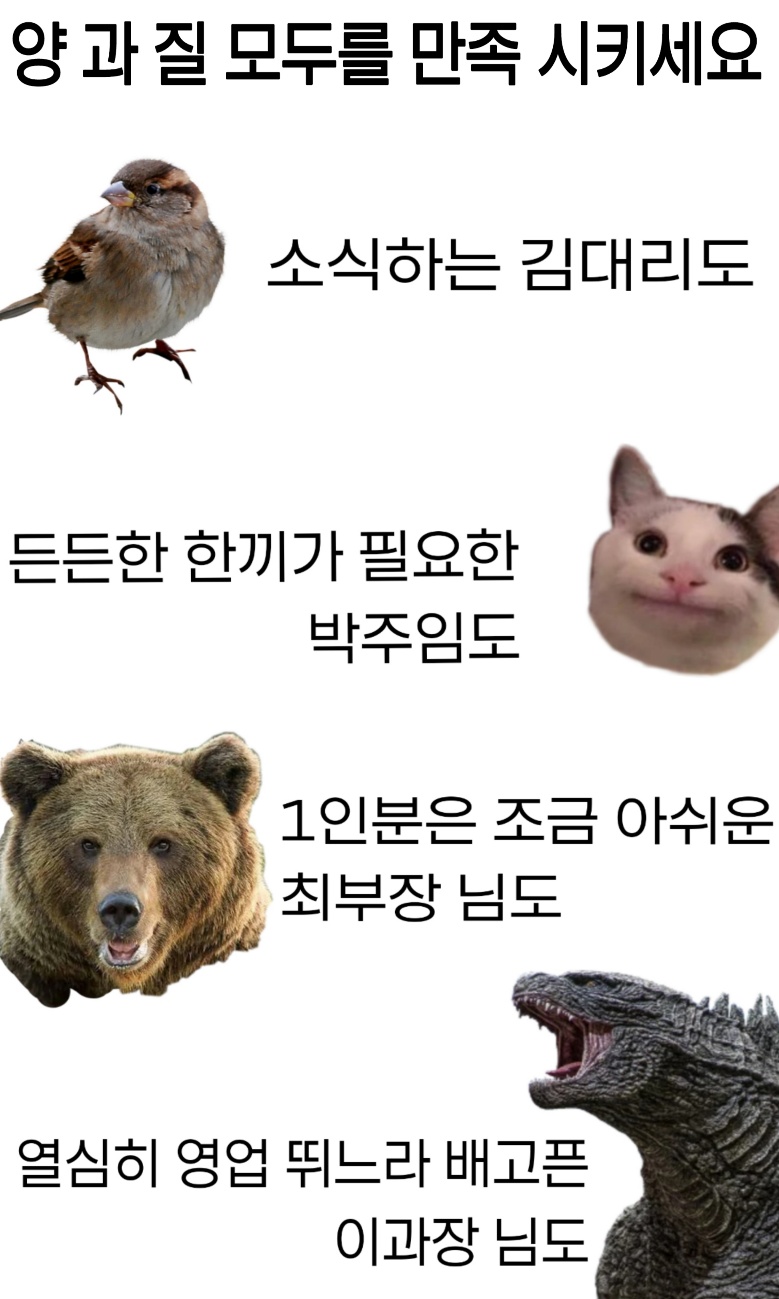 양 과 질 모두를 만족 시키세요
소식하는 김대리도
든든한 한끼가 필요한
박주임도
1인분은 조금 아쉬운
최부장 님도
열심히 영업 뛰느라 배고픈
이과장 님도